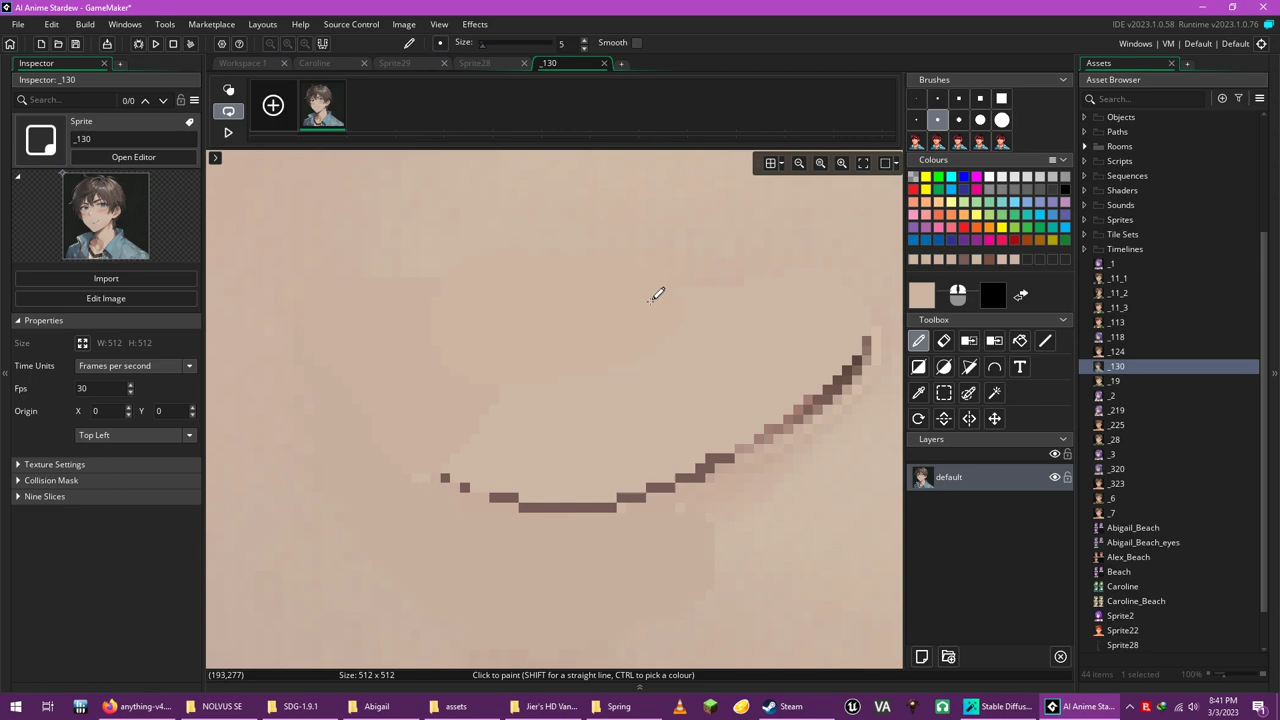 AI Anime Stardew - GameMaker*
File Edit Build Windows Tools Marketplace Layouts Source Control Image View Effects
IDE v2023.1.0.58 Runtime v2023.1.0.76
Size: 5 Smooth
Windows | VM | Default | Default
Inspector
Workspace 1 Caroline Sprite29 Sprite28 _130
Assets
Inspector: _130
Brushes
Asset Browser
Search... 0/0
Search...
Sprite
_130
Open Editor
Import
Edit Image
Properties
Size W: 512 H: 512
Time Units Frames per second
Fps 30
Origin X 0 Y 0
Top Left
Texture Settings
Collision Mask
Nine Slices
Colours
Toolbox
T
Layers
default
Objects
Paths
Rooms
Scripts
Sequences
Shaders
Sounds
Sprites
Tile Sets
Timelines
_1
_11_1
_11_2
_11_3
_113
_118
_124
_130
_19
_2
_219
_225
_28
_3
_320
_323
_6
_7
Abigail_Beach
Abigail_Beach_eyes
Alex_Beach
Beach
Caroline
Caroline_Beach
Sprite2
Sprite22
Sprite28
(193,277) Size: 512 x 512 Click to paint (SHIFT for a straight line, CTRL to pick a colour)
44 items 1 selected 100%
anything-v4.... NOLVUS SE SDG-1.9.1 Abigail assets Jier's HD Van... Spring Steam VA Stable Diffus... AI Anime Sta...
8:41 PM
3/3/2023